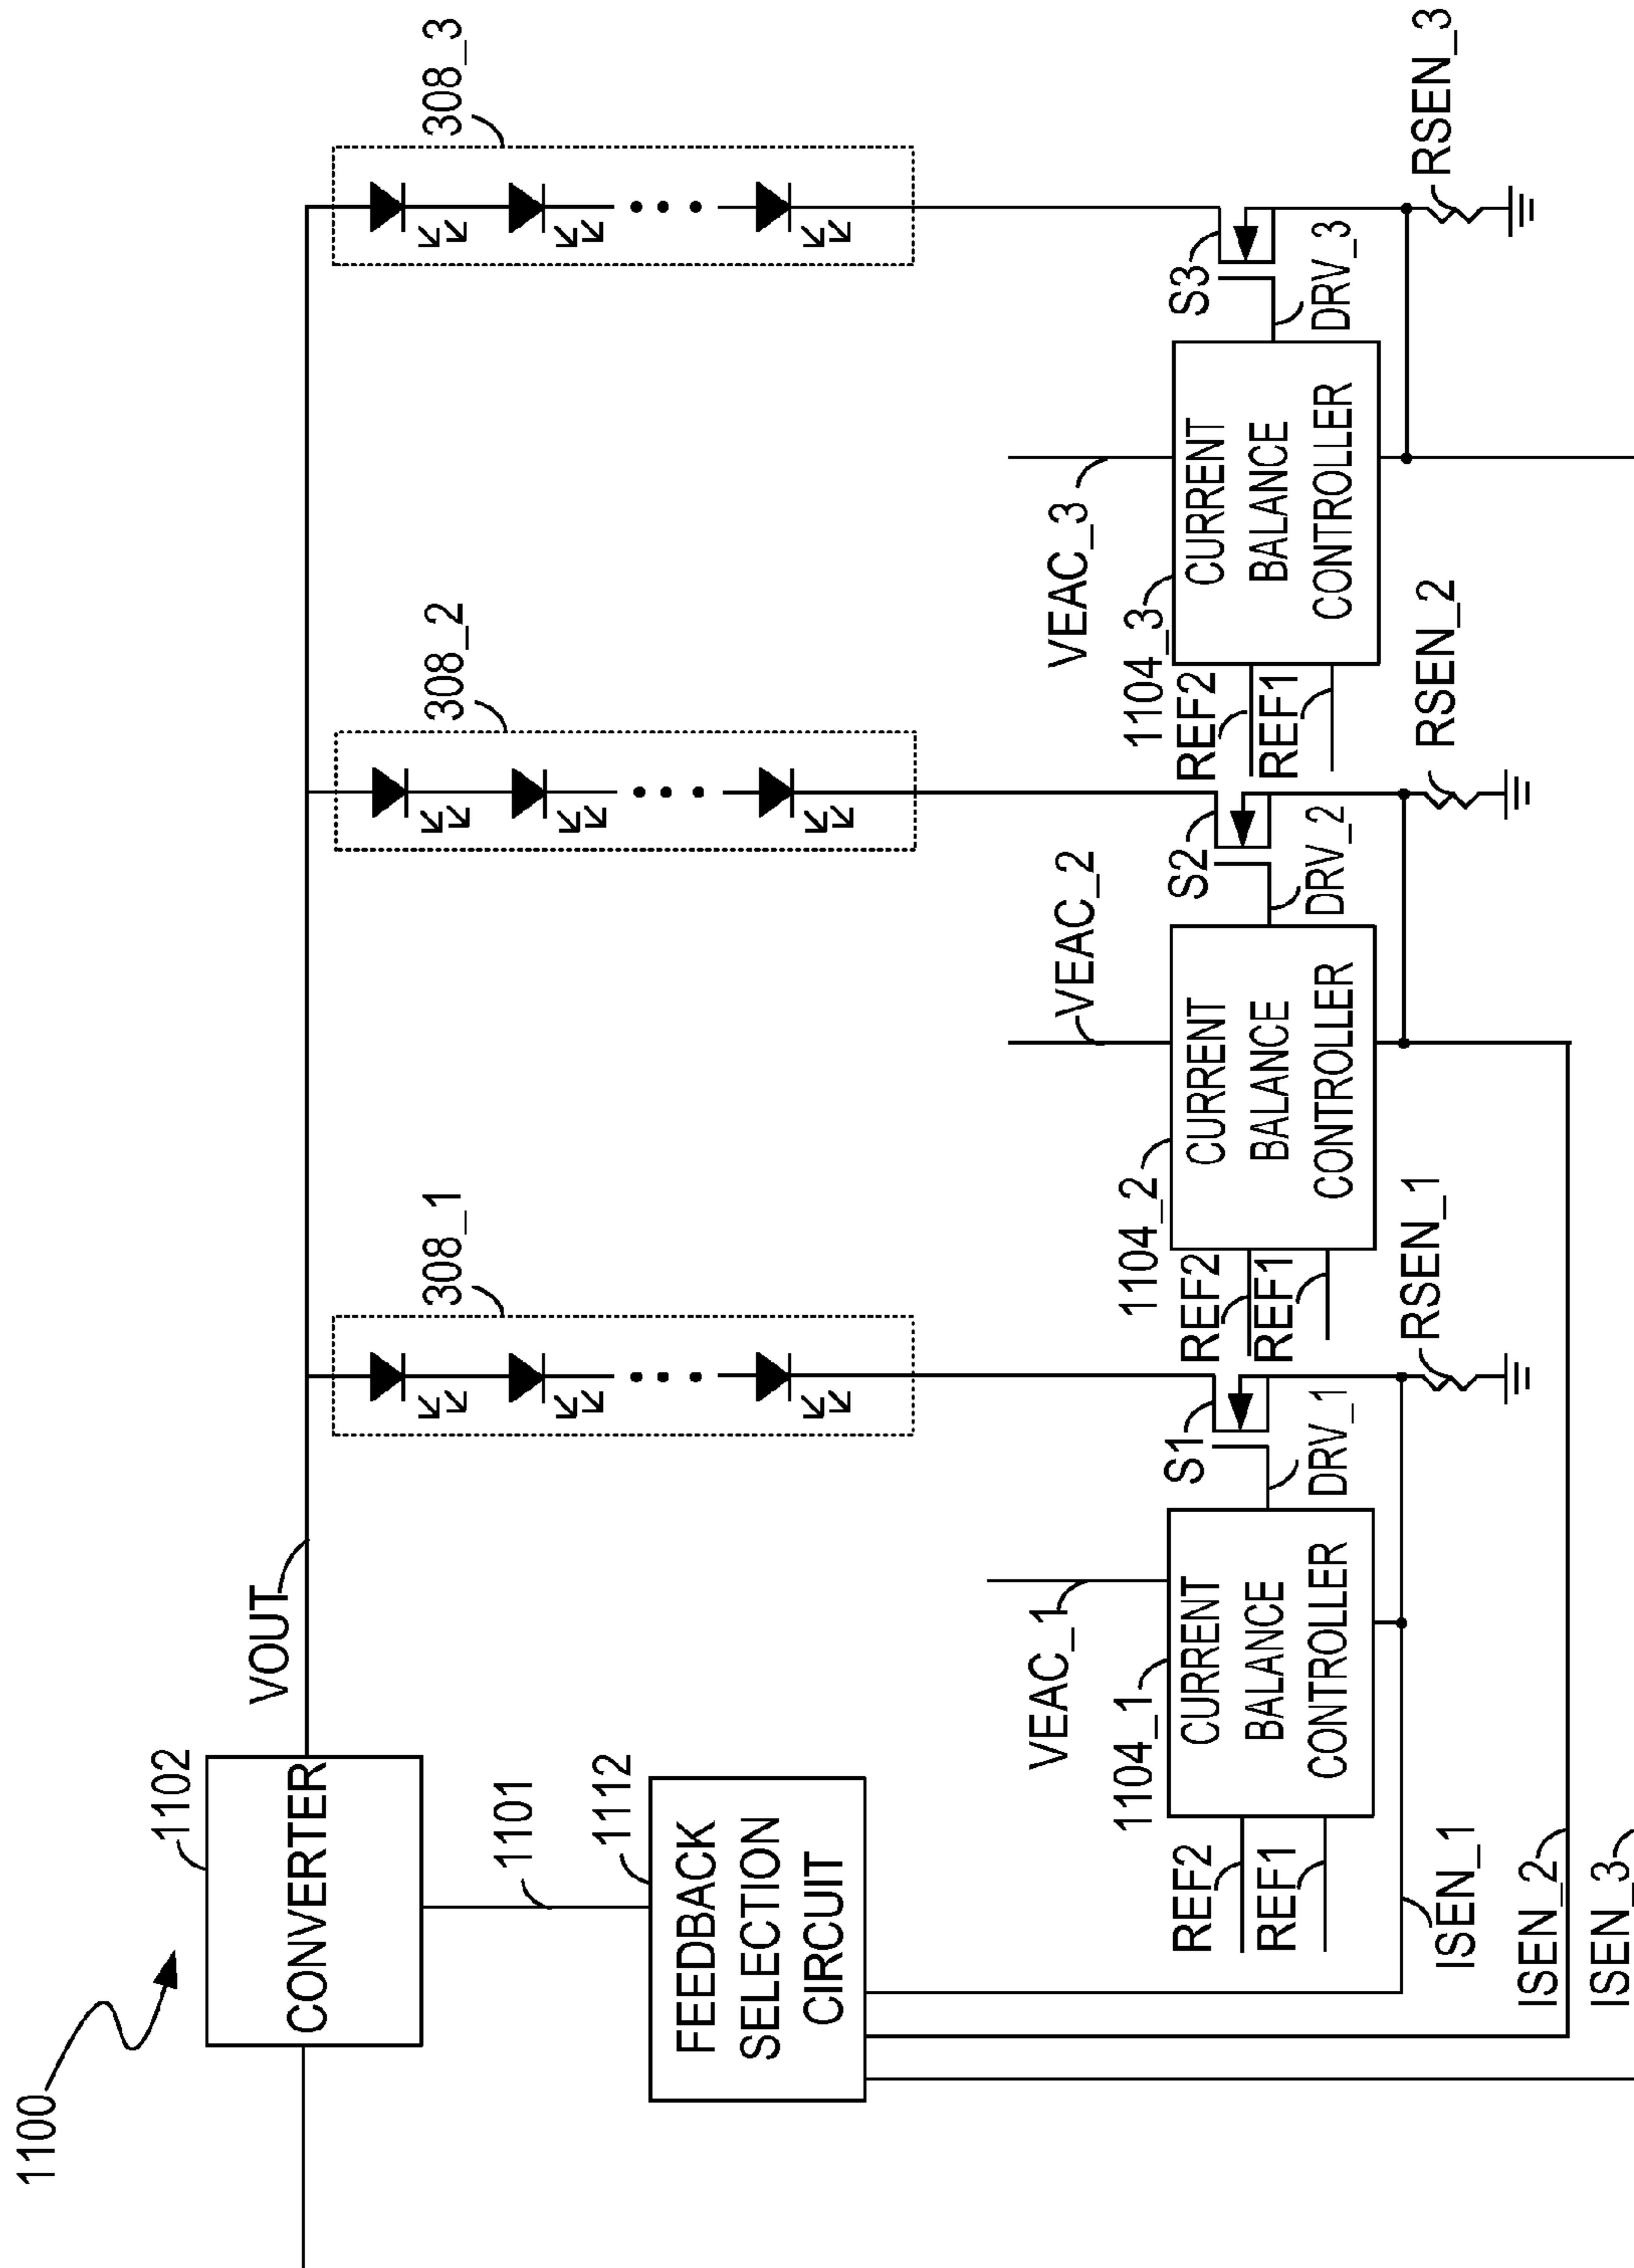 1100
CONVERTER
1102
VOUT
1101
FEEDBACK
SELECTION
CIRCUIT
1112
308_1
308_2
308_3
VEAC_1
1104_1
CURRENT
BALANCE
CONTROLLER
REF2
REF1
S1
DRV_1
RSEN_1
ISEN_1
VEAC_2
1104_2
CURRENT
BALANCE
CONTROLLER
REF2
REF1
S2
DRV_2
RSEN_2
ISEN_2
VEAC_3
1104_3
CURRENT
BALANCE
CONTROLLER
REF2
REF1
S3
DRV_3
RSEN_3
ISEN_3